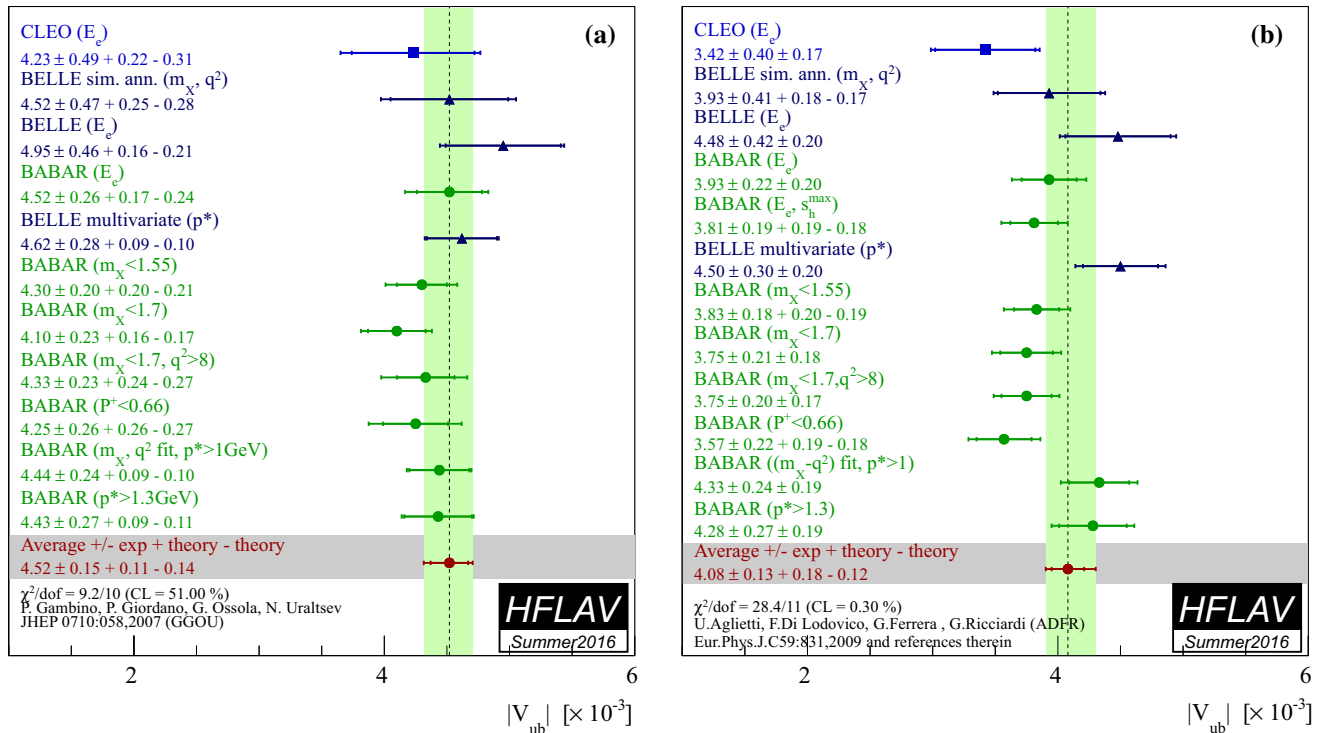 (a)
CLEO (E_e)
4.23 ± 0.49 + 0.22 - 0.31
BELLE sim. ann. (m_X, q²)
4.52 ± 0.47 + 0.25 - 0.28
BELLE (E_e)
4.95 ± 0.46 + 0.16 - 0.21
BABAR (E_e)
4.52 ± 0.26 + 0.17 - 0.24
BELLE multivariate (p*)
4.62 ± 0.28 + 0.09 - 0.10
BABAR (m_X<1.55)
4.30 ± 0.20 + 0.20 - 0.21
BABAR (m_X<1.7)
4.10 ± 0.23 + 0.16 - 0.17
BABAR (m_X<1.7, q²>8)
4.33 ± 0.23 + 0.24 - 0.27
BABAR (P⁺<0.66)
4.25 ± 0.26 + 0.26 - 0.27
BABAR (m_X, q² fit, p*>1GeV)
4.44 ± 0.24 + 0.09 - 0.10
BABAR (p*>1.3GeV)
4.43 ± 0.27 + 0.09 - 0.11
Average +/- exp + theory - theory
4.52 ± 0.15 + 0.11 - 0.14
χ²/dof = 9.2/10 (CL = 51.00 %)
P. Gambino, P. Giordano, G. Ossola, N. Uraltsev
JHEP 0710:058,2007 (GGOU)
HFLAV
Summer2016
2 4 6
|V_ub| [× 10⁻³]
(b)
CLEO (E_e)
3.42 ± 0.40 ± 0.17
BELLE sim. ann. (m_X, q²)
3.93 ± 0.41 + 0.18 - 0.17
BELLE (E_e)
4.48 ± 0.42 ± 0.20
BABAR (E_e)
3.93 ± 0.22 ± 0.20
BABAR (E_e, s_h^max)
3.81 ± 0.19 + 0.19 - 0.18
BELLE multivariate (p*)
4.50 ± 0.30 ± 0.20
BABAR (m_X<1.55)
3.83 ± 0.18 + 0.20 - 0.19
BABAR (m_X<1.7)
3.75 ± 0.21 ± 0.18
BABAR (m_X<1.7,q²>8)
3.75 ± 0.20 ± 0.17
BABAR (P⁺<0.66)
3.57 ± 0.22 + 0.19 - 0.18
BABAR ((m_X-q²) fit, p*>1)
4.33 ± 0.24 ± 0.19
BABAR (p*>1.3)
4.28 ± 0.27 ± 0.19
Average +/- exp + theory - theory
4.08 ± 0.13 + 0.18 - 0.12
χ²/dof = 28.4/11 (CL = 0.30 %)
U.Aglietti, F.Di Lodovico, G.Ferrera , G.Ricciardi (ADFR)
Eur.Phys.J.C59:831,2009 and references therein
HFLAV
Summer2016
2 4 6
|V_ub| [× 10⁻³]